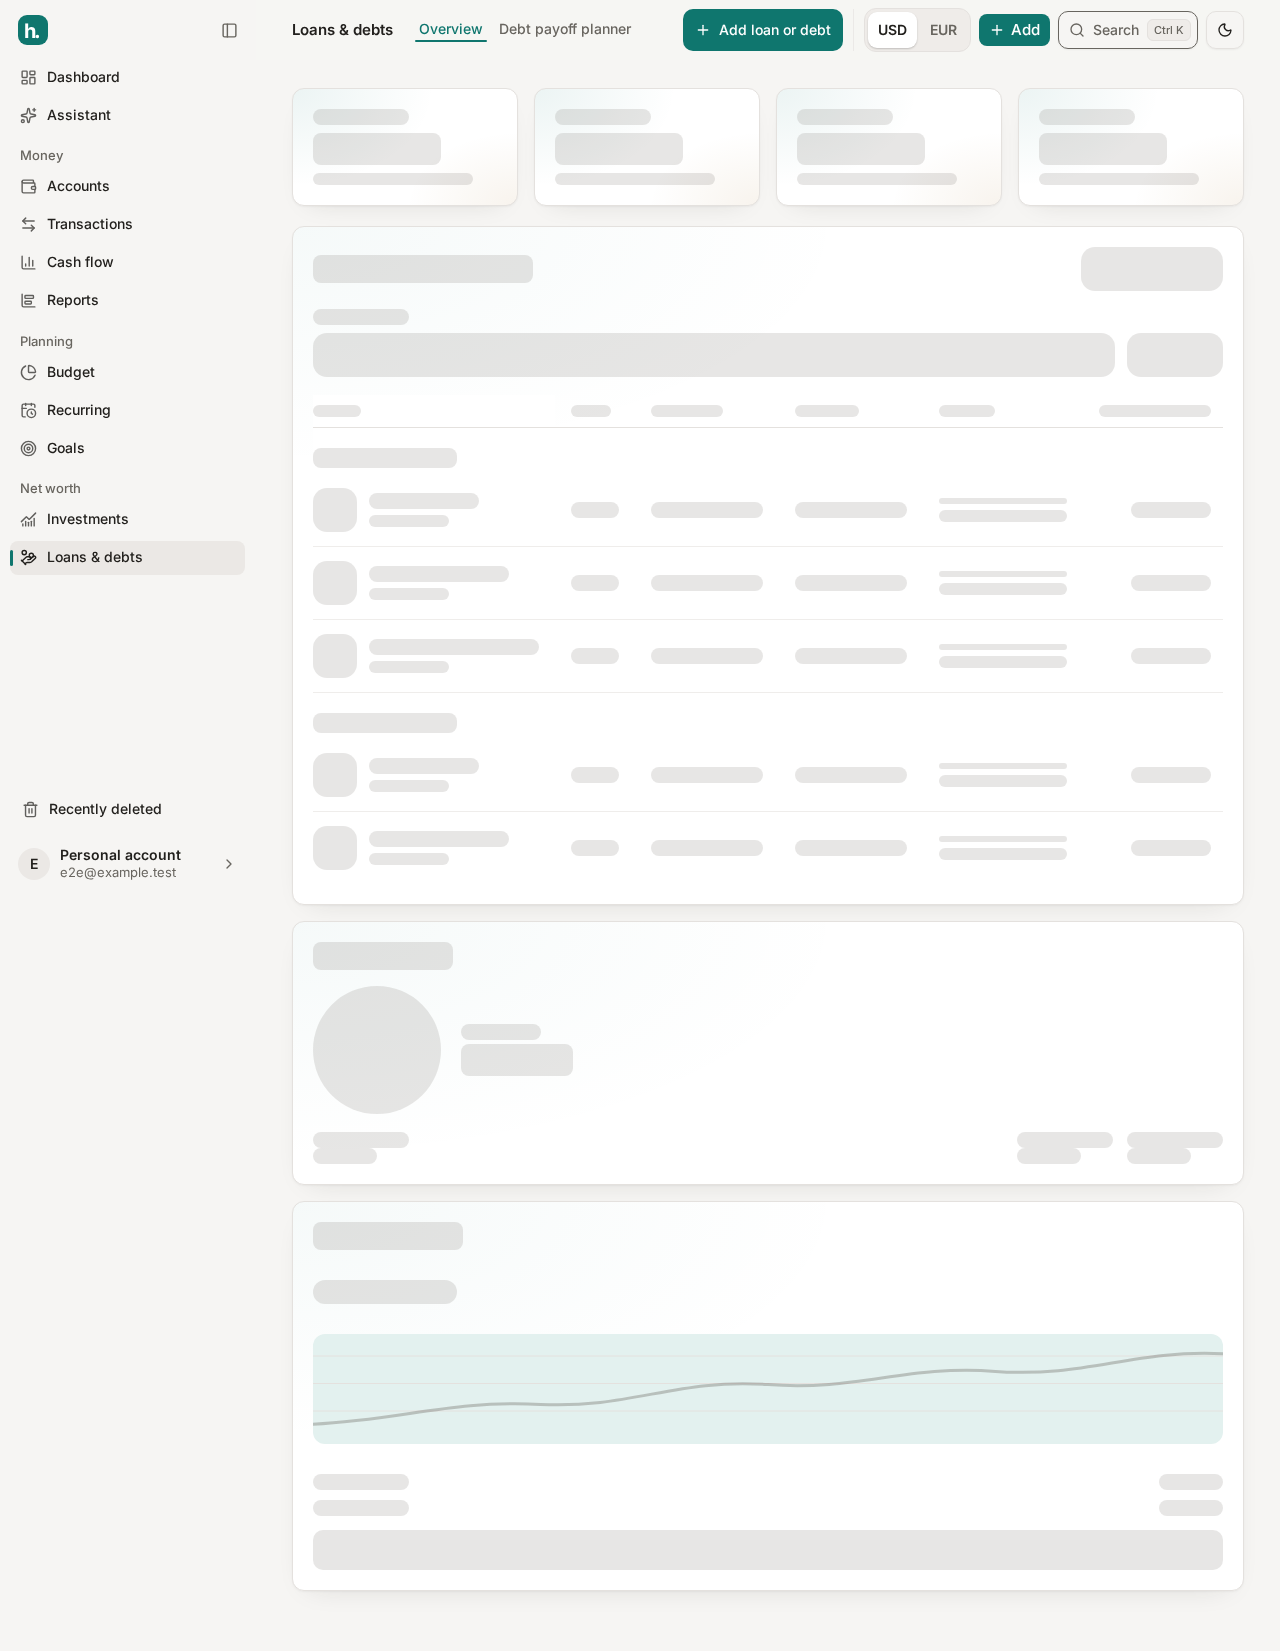 h.
Dashboard
Assistant
Money
Accounts
Transactions
Cash flow
Reports
Planning
Budget
Recurring
Goals
Net worth
Investments
Loans & debts
Recently deleted
E
Personal account
e2e@example.test
Loans & debts
Overview
Debt payoff planner
Add loan or debt
USD
EUR
Add
Search
Ctrl K